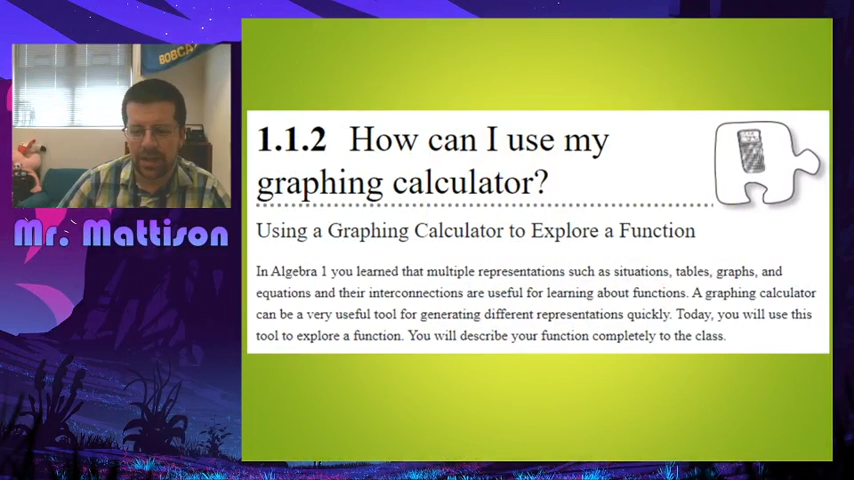 BOBCA
Mr. Mattison
1.1.2 How can I use my
graphing calculator?
Using a Graphing Calculator to Explore a Function
In Algebra 1 you learned that multiple representations such as situations, tables, graphs, and
equations and their interconnections are useful for learning about functions. A graphing calculator
can be a very useful tool for generating different representations quickly. Today, you will use this
tool to explore a function. You will describe your function completely to the class.